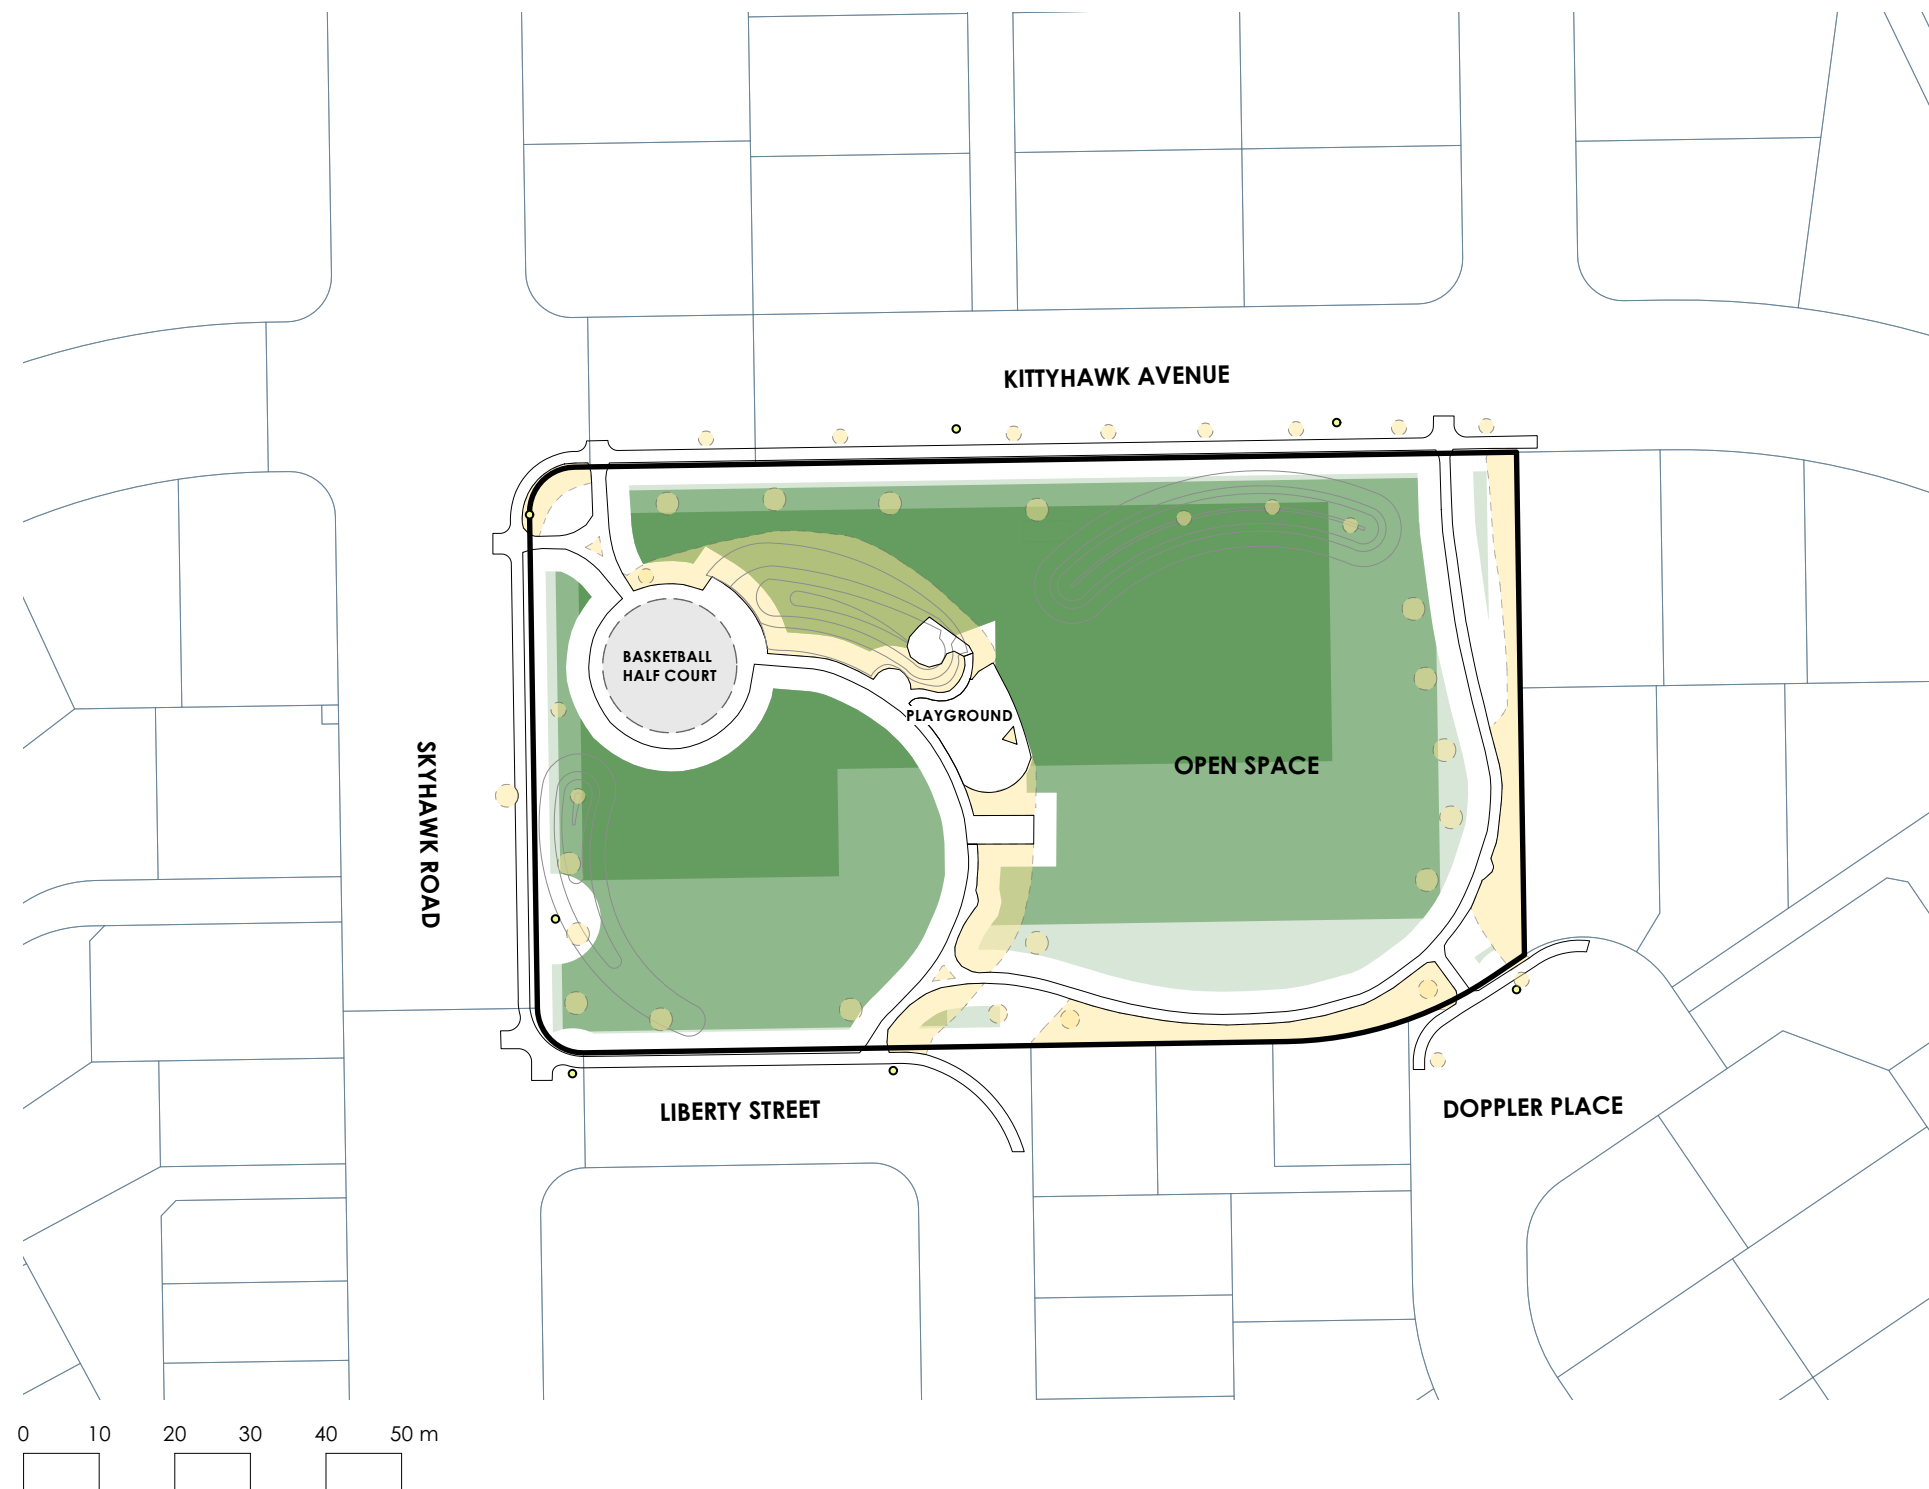 KITTYHAWK AVENUE
BASKETBALL
HALF COURT
PLAYGROUND
OPEN SPACE
SKYHAWK ROAD
LIBERTY STREET
DOPPLER PLACE
0 10 20 30 40 50 m